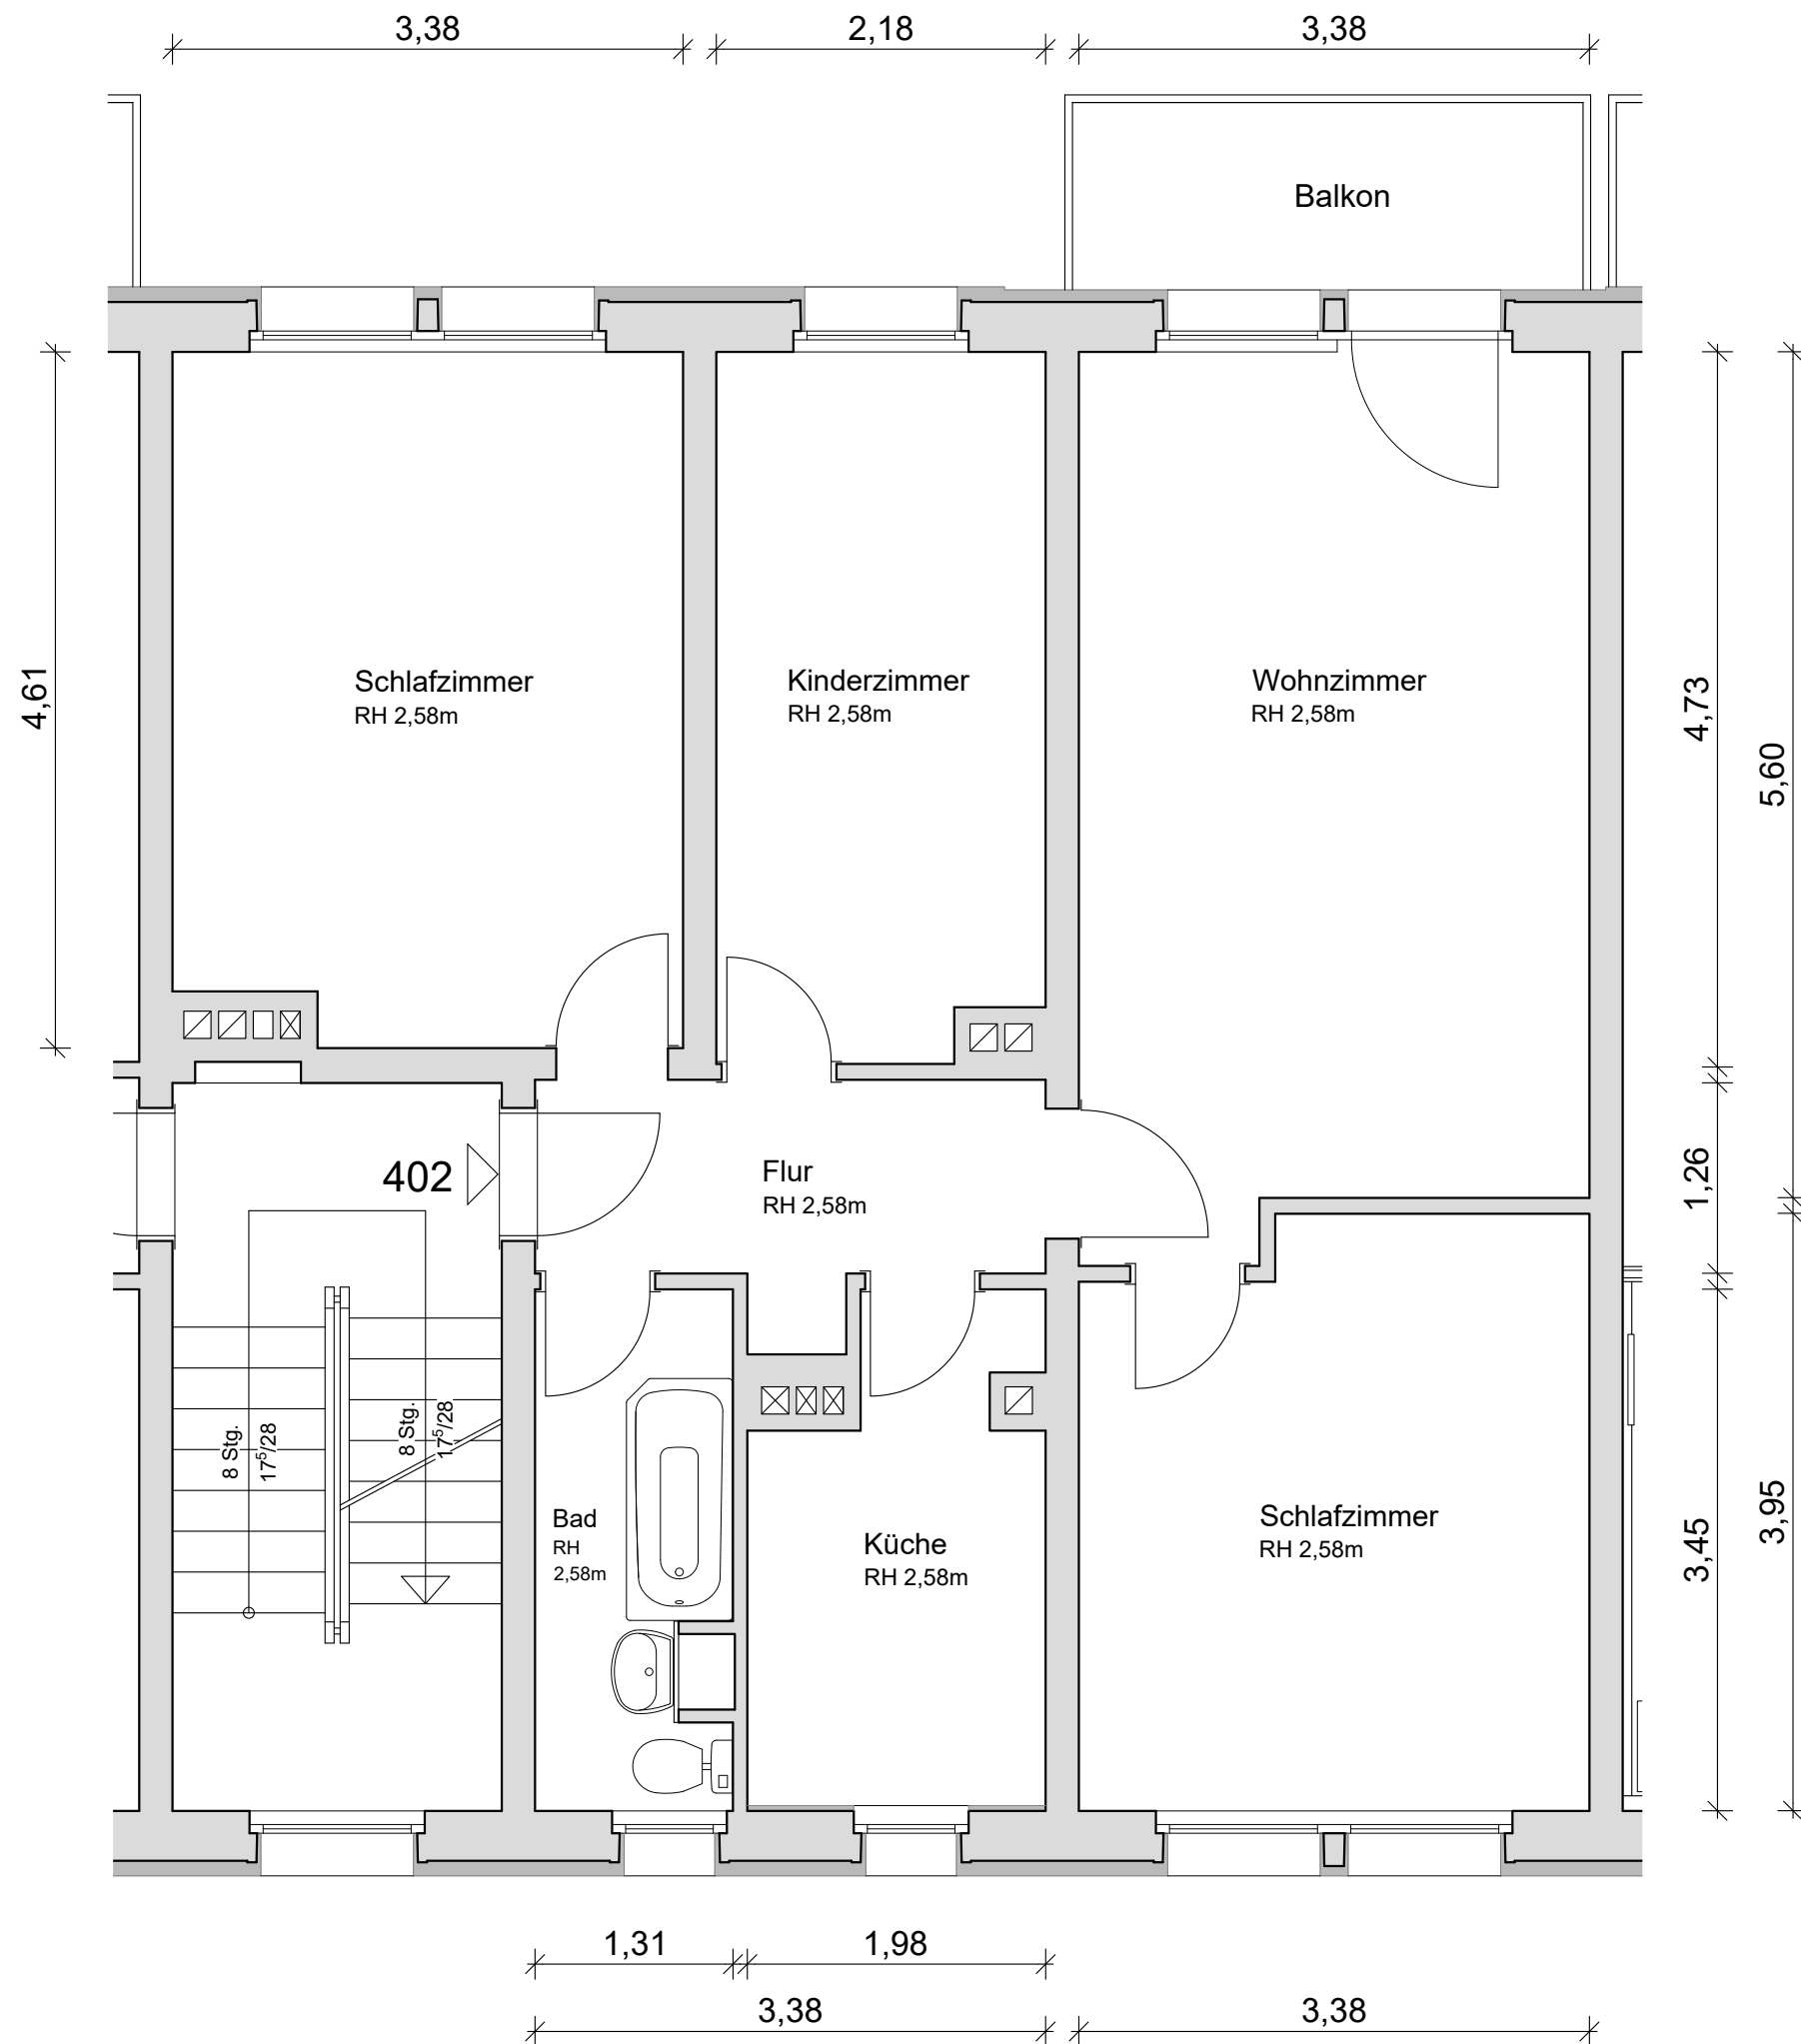 3,38
2,18
3,38
Balkon
Schlafzimmer
RH 2,58m
Kinderzimmer
RH 2,58m
Wohnzimmer
RH 2,58m
4,61
4,73
5,60
402
Flur
RH 2,58m
1,26
8 Stg.
17⁵/28
8 Stg.
17⁵/28
Bad
RH
2,58m
Küche
RH 2,58m
Schlafzimmer
RH 2,58m
3,45
3,95
1,31
1,98
3,38
3,38